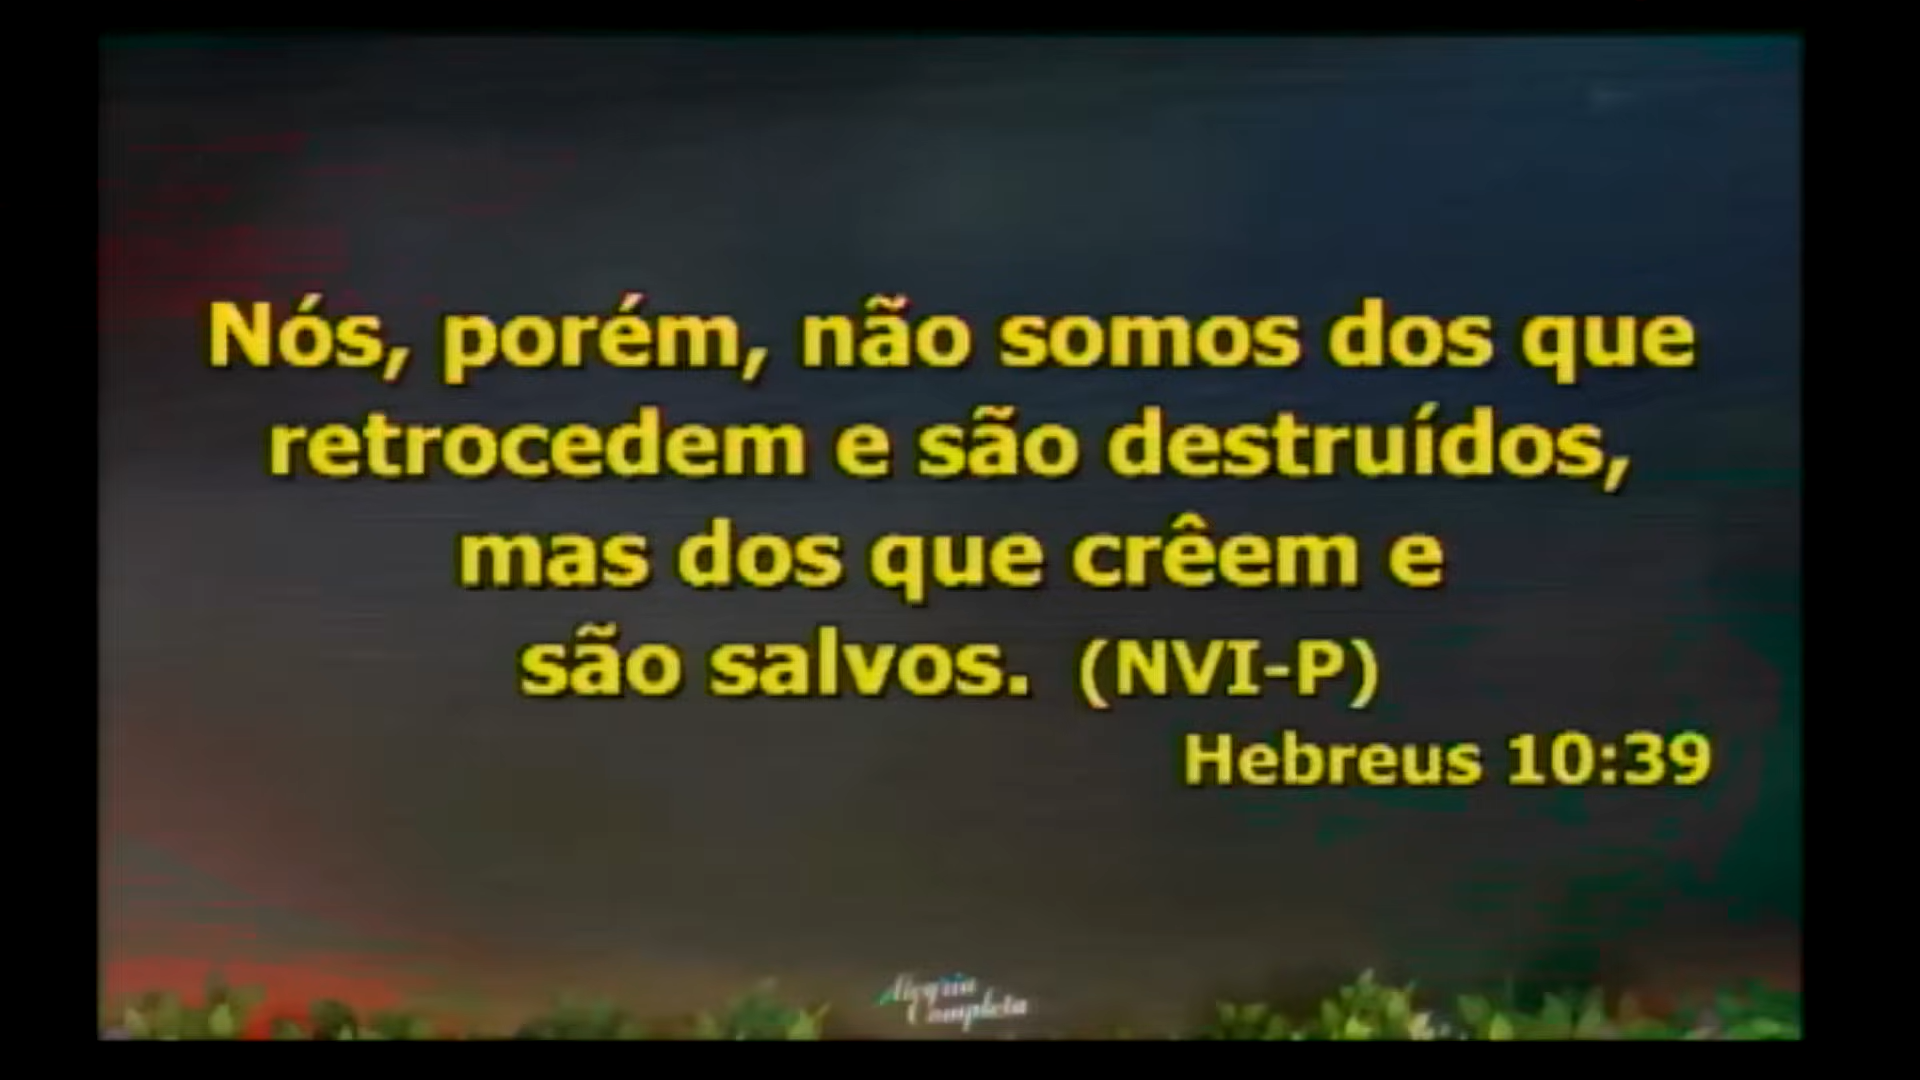 Nós, porém, não somos dos que
retrocedem e são destruídos,
mas dos que crêem e
são salvos. (NVI-P)
Hebreus 10:39
Alegria
Completa